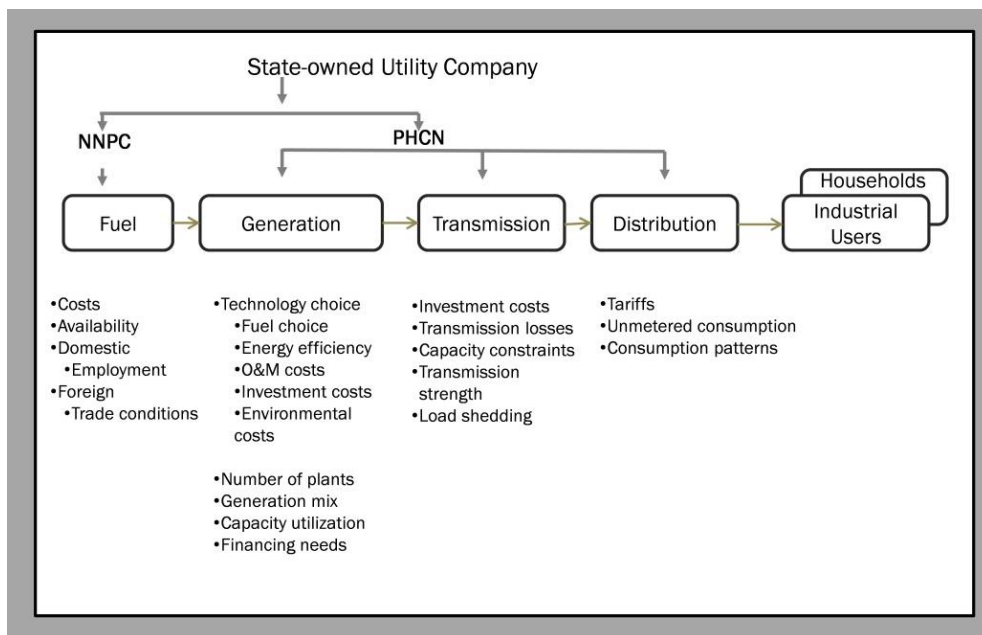 State-owned Utility Company
NNPC
PHCN
Fuel
Generation
Transmission
Distribution
Households
Industrial
Users
•Costs
•Availability
•Domestic
•Employment
•Foreign
•Trade conditions
•Technology choice
•Fuel choice
•Energy efficiency
•O&M costs
•Investment costs
•Environmental
costs
•Number of plants
•Generation mix
•Capacity utilization
•Financing needs
•Investment costs
•Transmission losses
•Capacity constraints
•Transmission
strength
•Load shedding
•Tariffs
•Unmetered consumption
•Consumption patterns